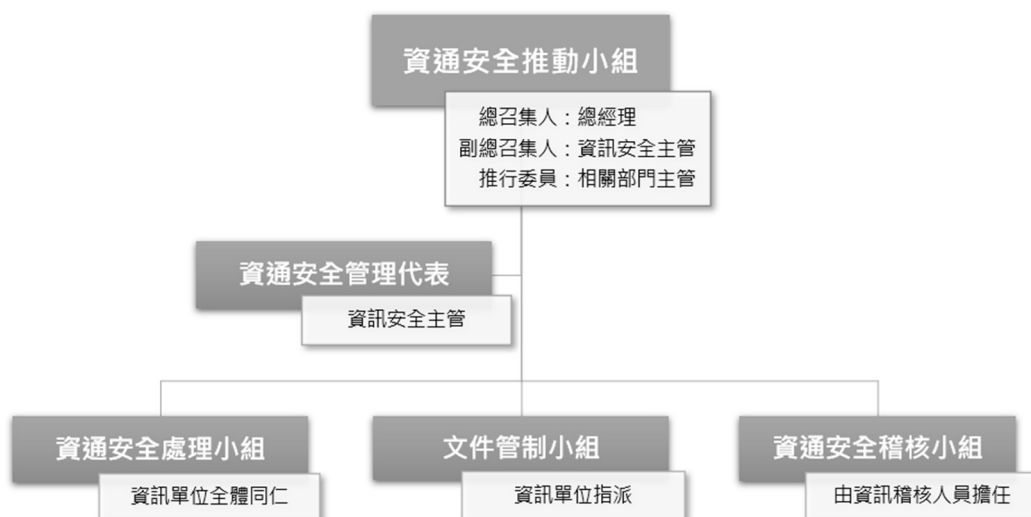 資通安全推動小組
總召集人：總經理
副總召集人：資訊安全主管
推行委員：相關部門主管
資通安全管理代表
資訊安全主管
資通安全處理小組
資訊單位全體同仁
文件管制小組
資訊單位指派
資通安全稽核小組
由資訊稽核人員擔任